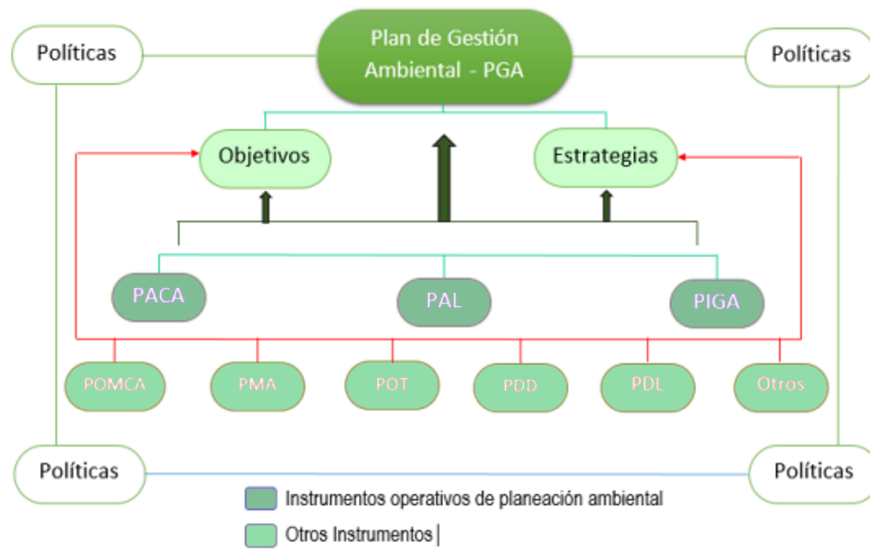 Políticas
Plan de Gestión
Ambiental - PGA
Políticas
Objetivos
Estrategias
PACA
PAL
PIGA
POMCA
PMA
POT
PDD
PDL
Otros
Políticas
Políticas
Instrumentos operativos de planeación ambiental
Otros Instrumentos